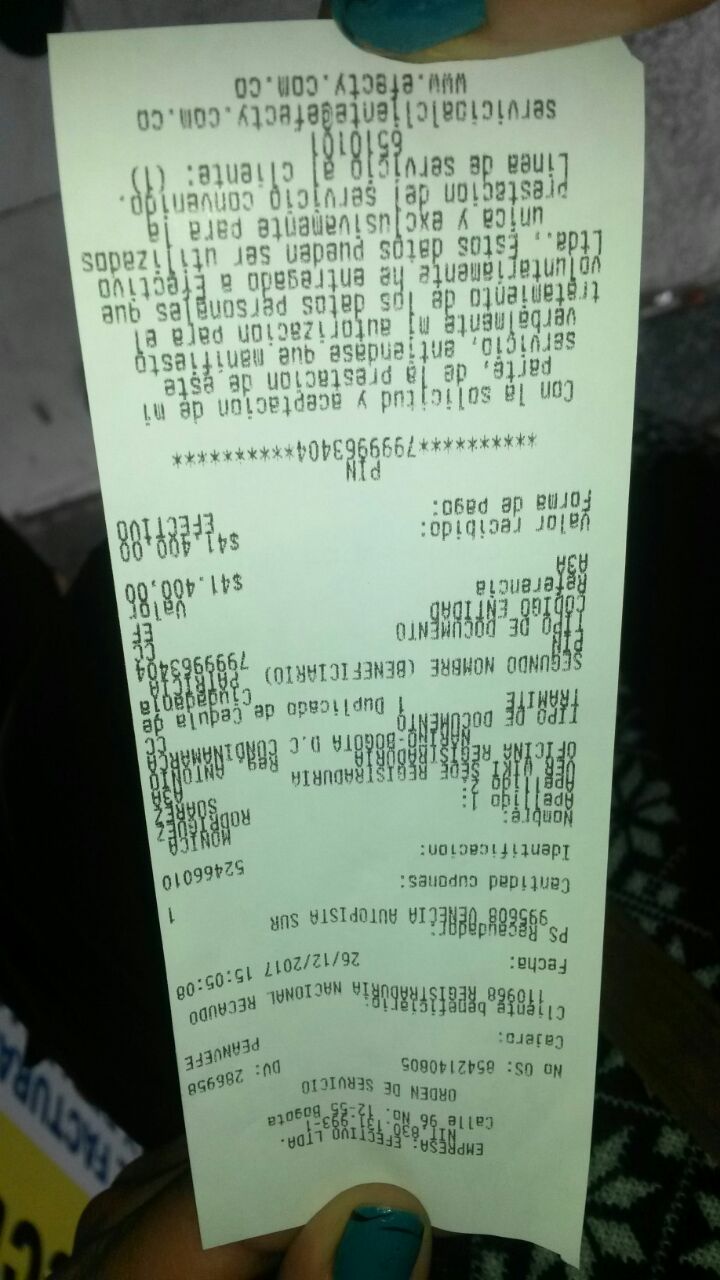 EMPRESA: EFECTIVO LTDA.
NIT.830.131.993-1
Calle 96 No. 12-55 Bogota
ORDEN DE SERVICIO
No OS: 8542140805 DV: 286958
Cajero: PEANVEFE
Cliente beneficiario:
110968 REGISTRADURIA NACIONAL RECAUDO
Fecha: 26/12/2017 15:05:08
PS Recaudador:
995608 VENECIA AUTOPISTA SUR
Cantidad cupones: 1
Identificacion: 52466010
Nombre: MONICA
Apellido 1: RODRIGUEZ
Apellido 2: SOAREZ
VER WIKI SEDE REGISTRADURIA A3A
OFICINA REGISTRADURIA Reg. ANTONIO
NARIÑO-BOGOTA D.C CUNDINAMARCA
TIPO DE DOCUMENTO CC
TRAMITE 1 Duplicado de Cedula de
Ciudadania
SEGUNDO NOMBRE (BENEFICIARIO) PATRICIA
PIN 7999963404
TIPO DE DOCUMENTO CC
CODIGO ENTIDAD EF
Referencia Valor
A3A $41.400,00
Valor recibido: $41.400,00
Forma de pago: EFECTIVO
PIN
**********7999963404**********
Con la solicitud y aceptacion de mi
parte, de la prestacion de este
servicio, entiendase que manifiesto
verbalmente mi autorizacion para el
tratamiento de los datos personales que
voluntariamente he entregado a Efectivo
Ltda., Estos datos pueden ser utilizados
unica y exclusivamente para la
prestacion del servicio convenido.
Linea de servicio al cliente: (1)
6510101
servicioalcliente@efecty.com.co
www.efecty.com.co
FACTURA